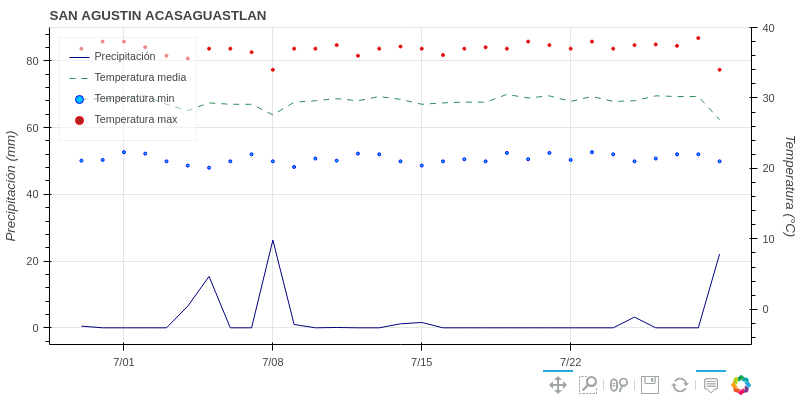 SAN AGUSTIN ACASAGUASTLAN
Precipitación
Temperatura media
Temperatura min
Temperatura max
Precipitación (mm)
80
60
40
20
0
Temperatura (°C)
40
30
20
10
0
7/01
7/08
7/15
7/22